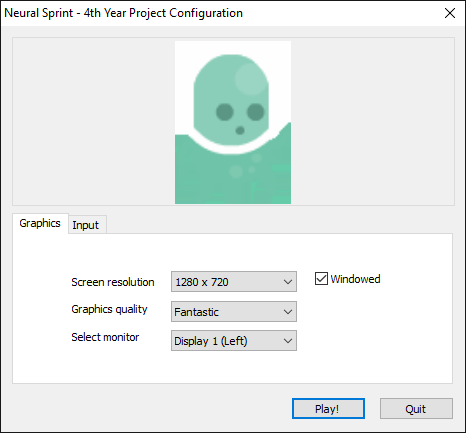 Neural Sprint - 4th Year Project Configuration
Graphics Input
Screen resolution 1280 x 720 Windowed
Graphics quality Fantastic
Select monitor Display 1 (Left)
Play! Quit